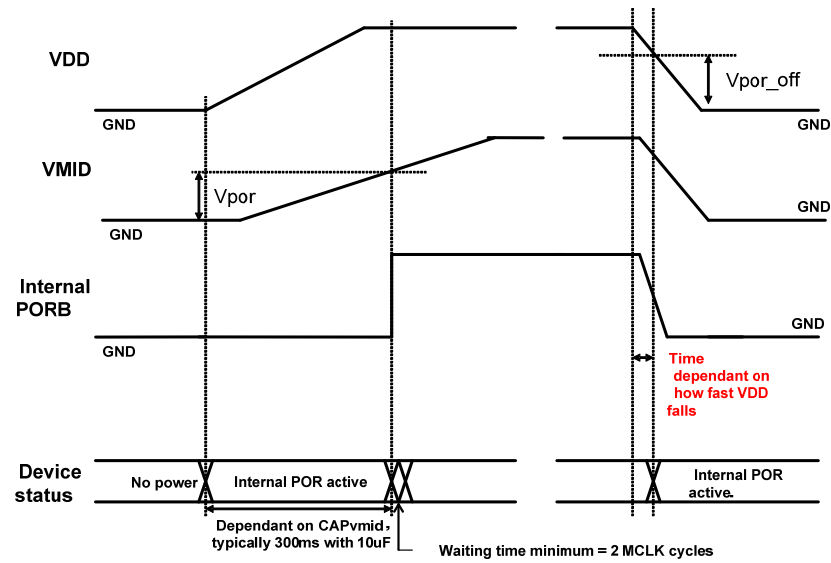 VDD
Vpor_off
GND
GND
VMID
Vpor
GND
GND
Internal
PORB
GND
GND
Time
dependant on
how fast VDD
falls
Device
status
No power
Internal POR active
Internal POR
active.
Dependant on CAPvmid,
typically 300ms with 10uF
Waiting time minimum = 2 MCLK cycles